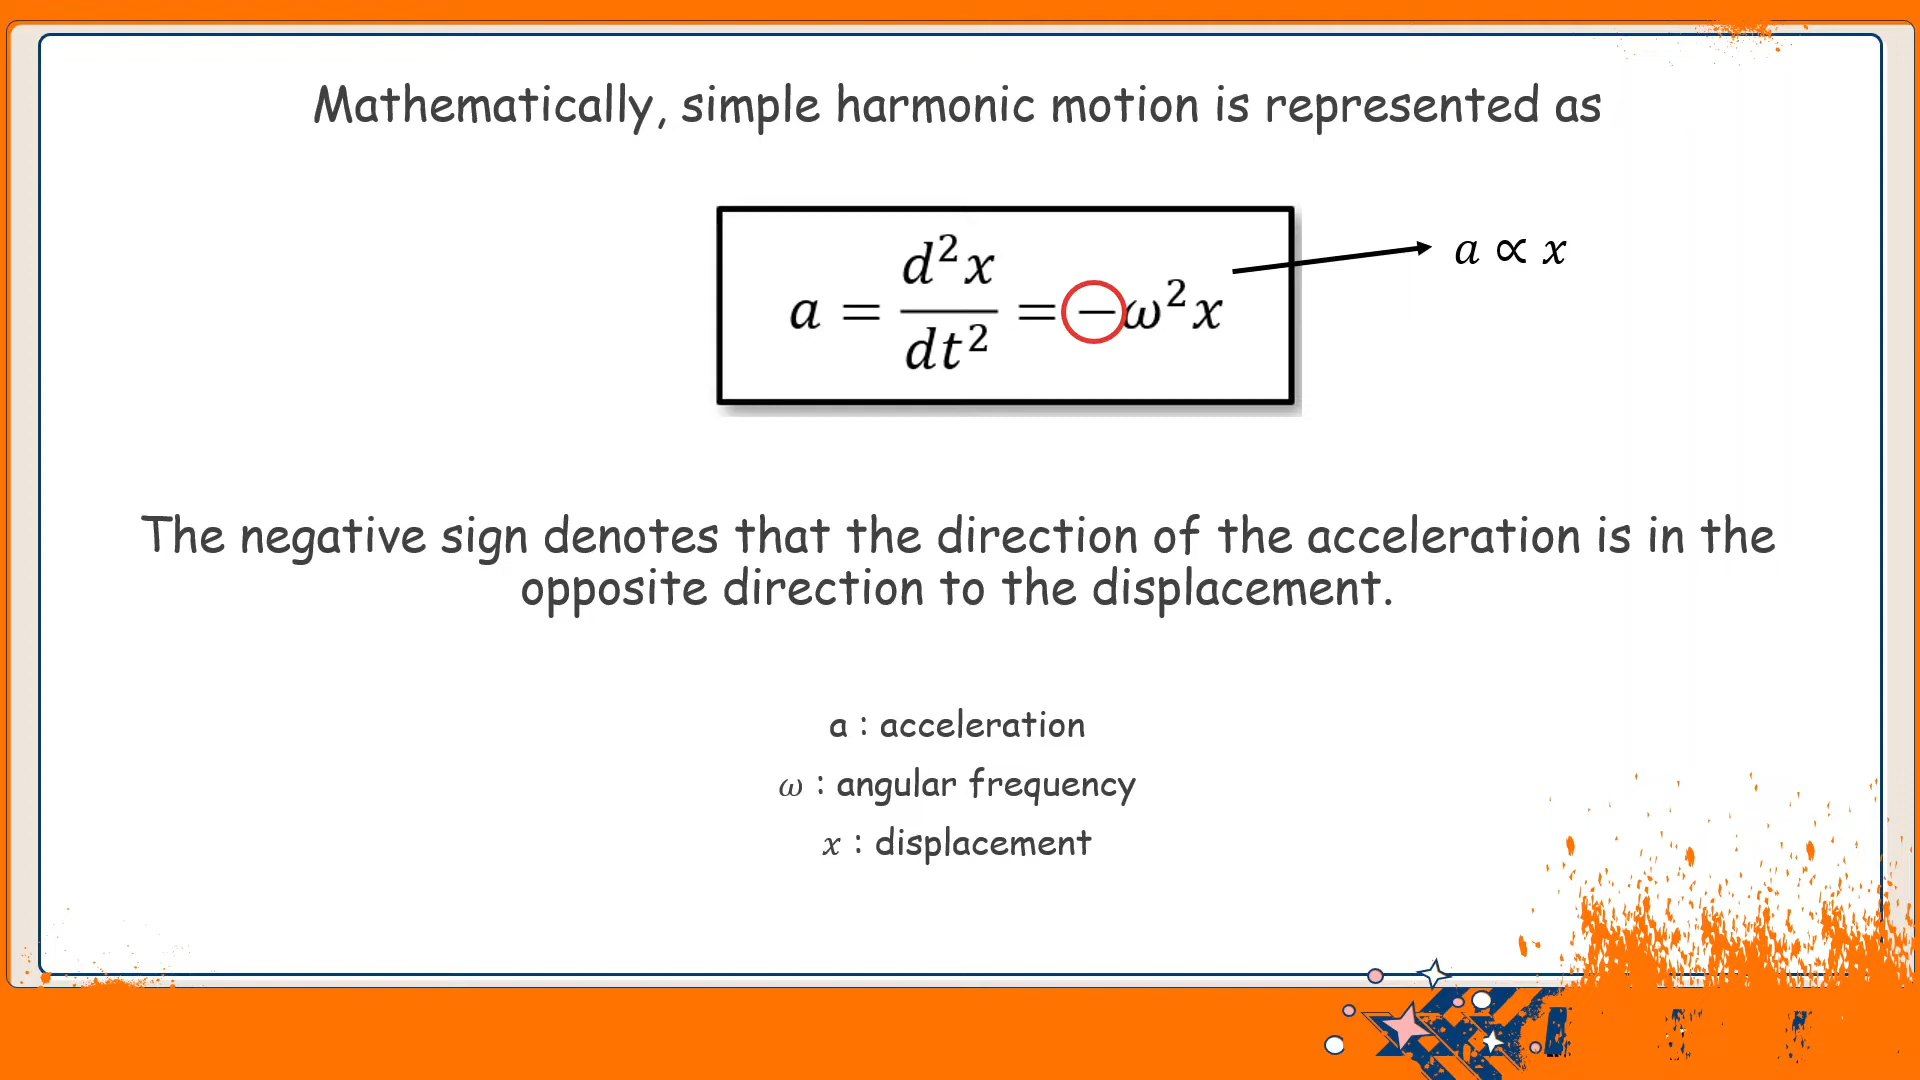 Mathematically, simple harmonic motion is represented as
a = d²x/dt² = −ω²x
a ∝ x
The negative sign denotes that the direction of the acceleration is in the
opposite direction to the displacement.
a : acceleration
ω : angular frequency
x : displacement